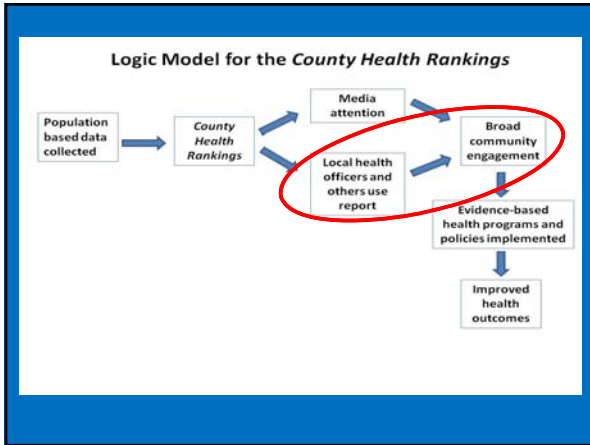 Logic Model for the County Health Rankings
Population
based data
collected
County
Health
Rankings
Media
attention
Local health
officers and
others use
report
Broad
community
engagement
Evidence-based
health programs and
policies implemented
Improved
health
outcomes